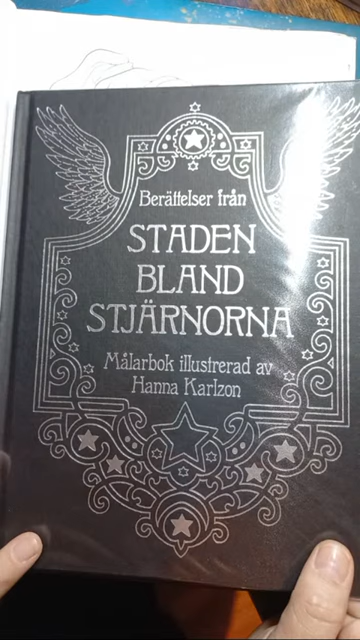 Berättelser från
STADEN
BLAND
STJÄRNORNA
Målarbok illustrerad av
Hanna Karlzon